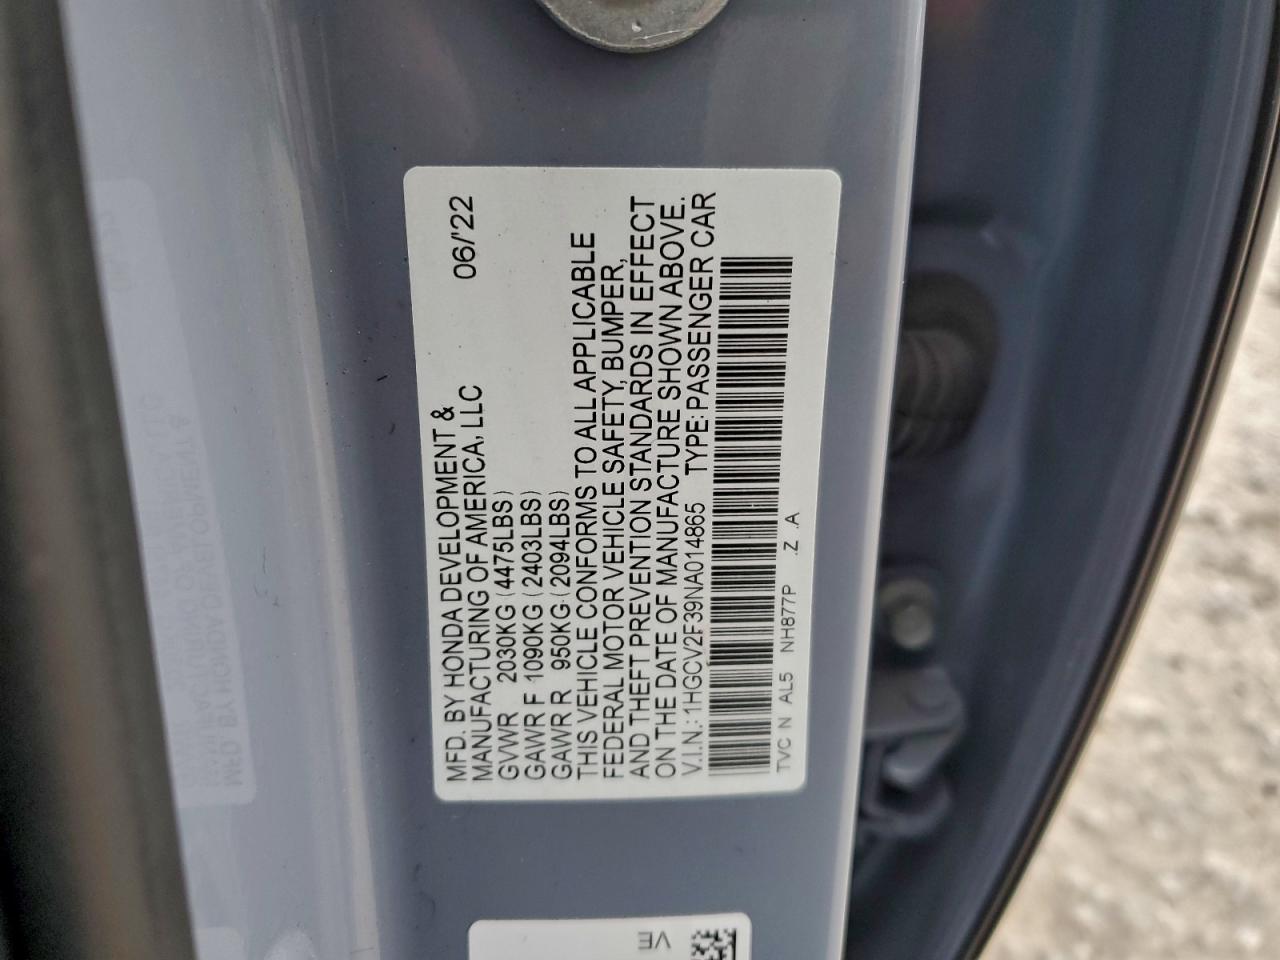 MFD. BY HONDA DEVELOPMENT & 06/'22
MANUFACTURING OF AMERICA, LLC
GVWR 2030KG (4475LBS)
GAWR F 1090KG (2403LBS)
GAWR R 950KG (2094LBS)
THIS VEHICLE CONFORMS TO ALL APPLICABLE
FEDERAL MOTOR VEHICLE SAFETY, BUMPER,
AND THEFT PREVENTION STANDARDS IN EFFECT
ON THE DATE OF MANUFACTURE SHOWN ABOVE.
V.I.N.: 1HGCV2F39NA014865 TYPE: PASSENGER CAR
TVC N AL5 NH877P .Z .A
VE